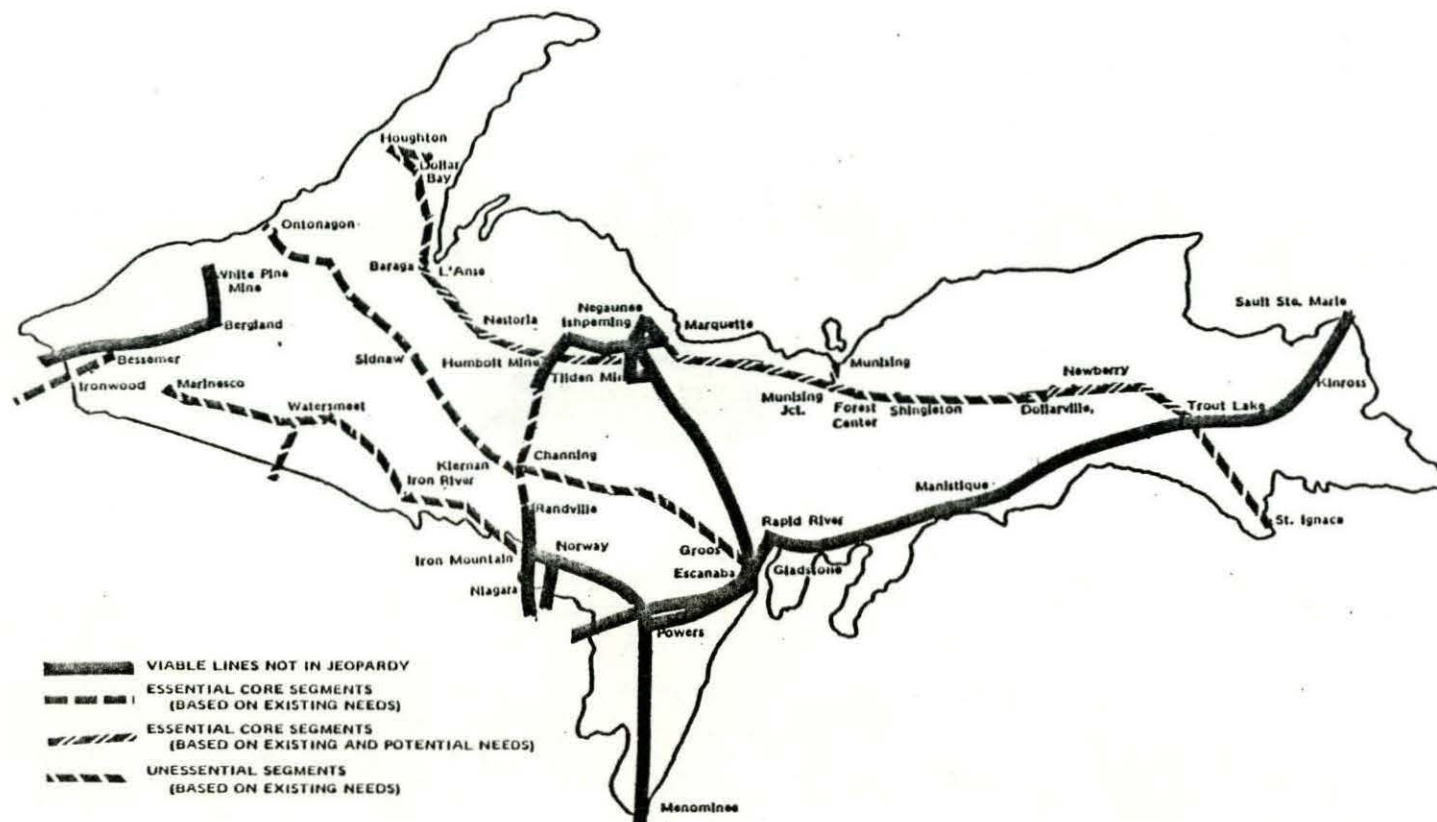 Houghton
Dollar
Bay
Ontonagon
Baraga
L'Anse
White Pine
Mine
Bergland
Bessemer
Ironwood
Marinesco
Watersmeet
Sidnaw
Nestoria
Negaunee
Ishpeming
Marquette
Humbolt Mine
Tilden Mine
Munising
Munising
Jct.
Forest
Center
Shingleton
Newberry
Dollarville,
Sault Ste. Marie
Kinross
Trout Lake
St. Ignace
Manistique
Kiernan
Channing
Iron River
Randville
Iron Mountain
Norway
Niagara
Rapid River
Groos
Escanaba
Gladstone
Powers
Menominee
VIABLE LINES NOT IN JEOPARDY
ESSENTIAL CORE SEGMENTS
(BASED ON EXISTING NEEDS)
ESSENTIAL CORE SEGMENTS
(BASED ON EXISTING AND POTENTIAL NEEDS)
UNESSENTIAL SEGMENTS
(BASED ON EXISTING NEEDS)